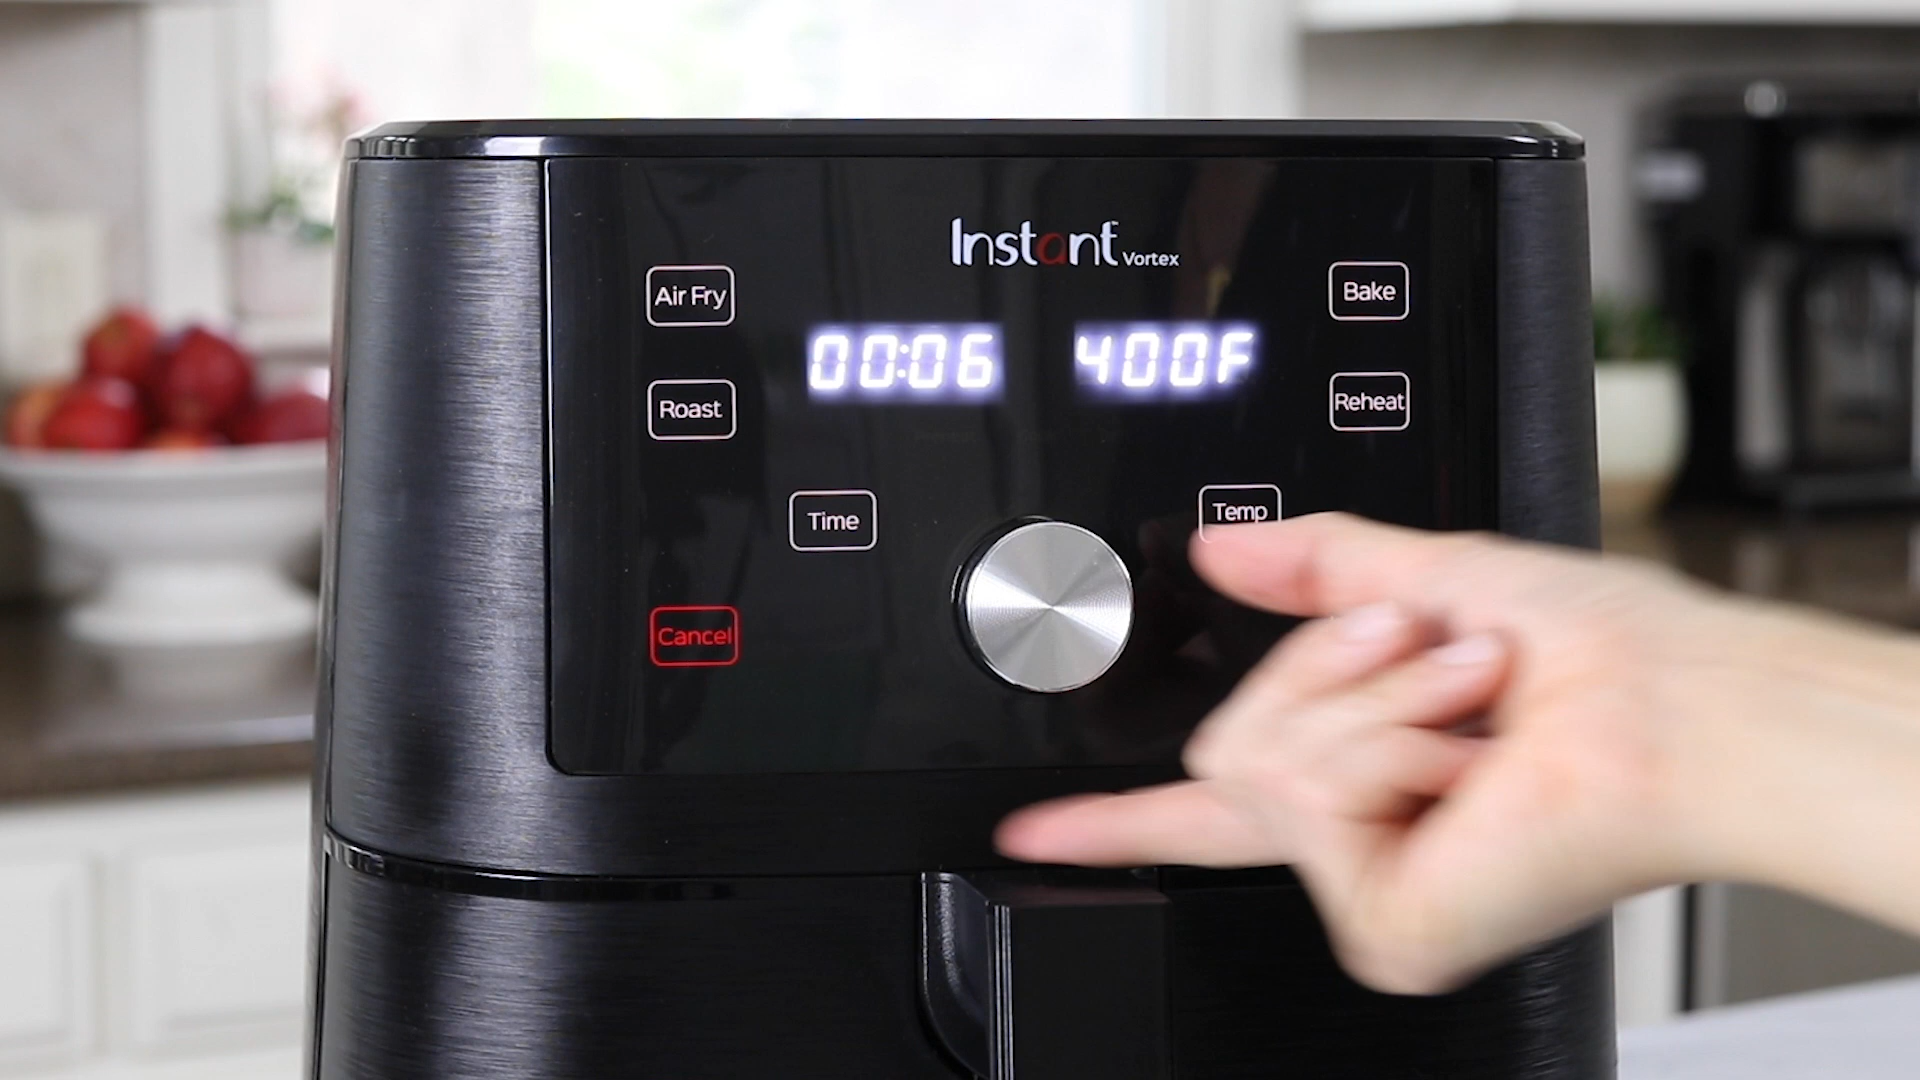 Instant Vortex
Air Fry
Bake
00:06
400F
Roast
Reheat
Time
Temp
Cancel